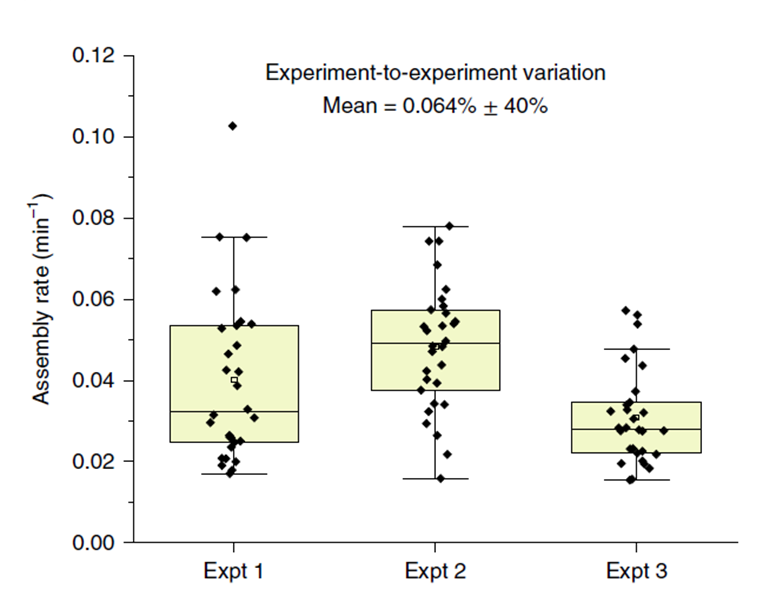 Experiment-to-experiment variation
Mean = 0.064% ± 40%
Assembly rate (min⁻¹)
0.12
0.10
0.08
0.06
0.04
0.02
0.00
Expt 1
Expt 2
Expt 3